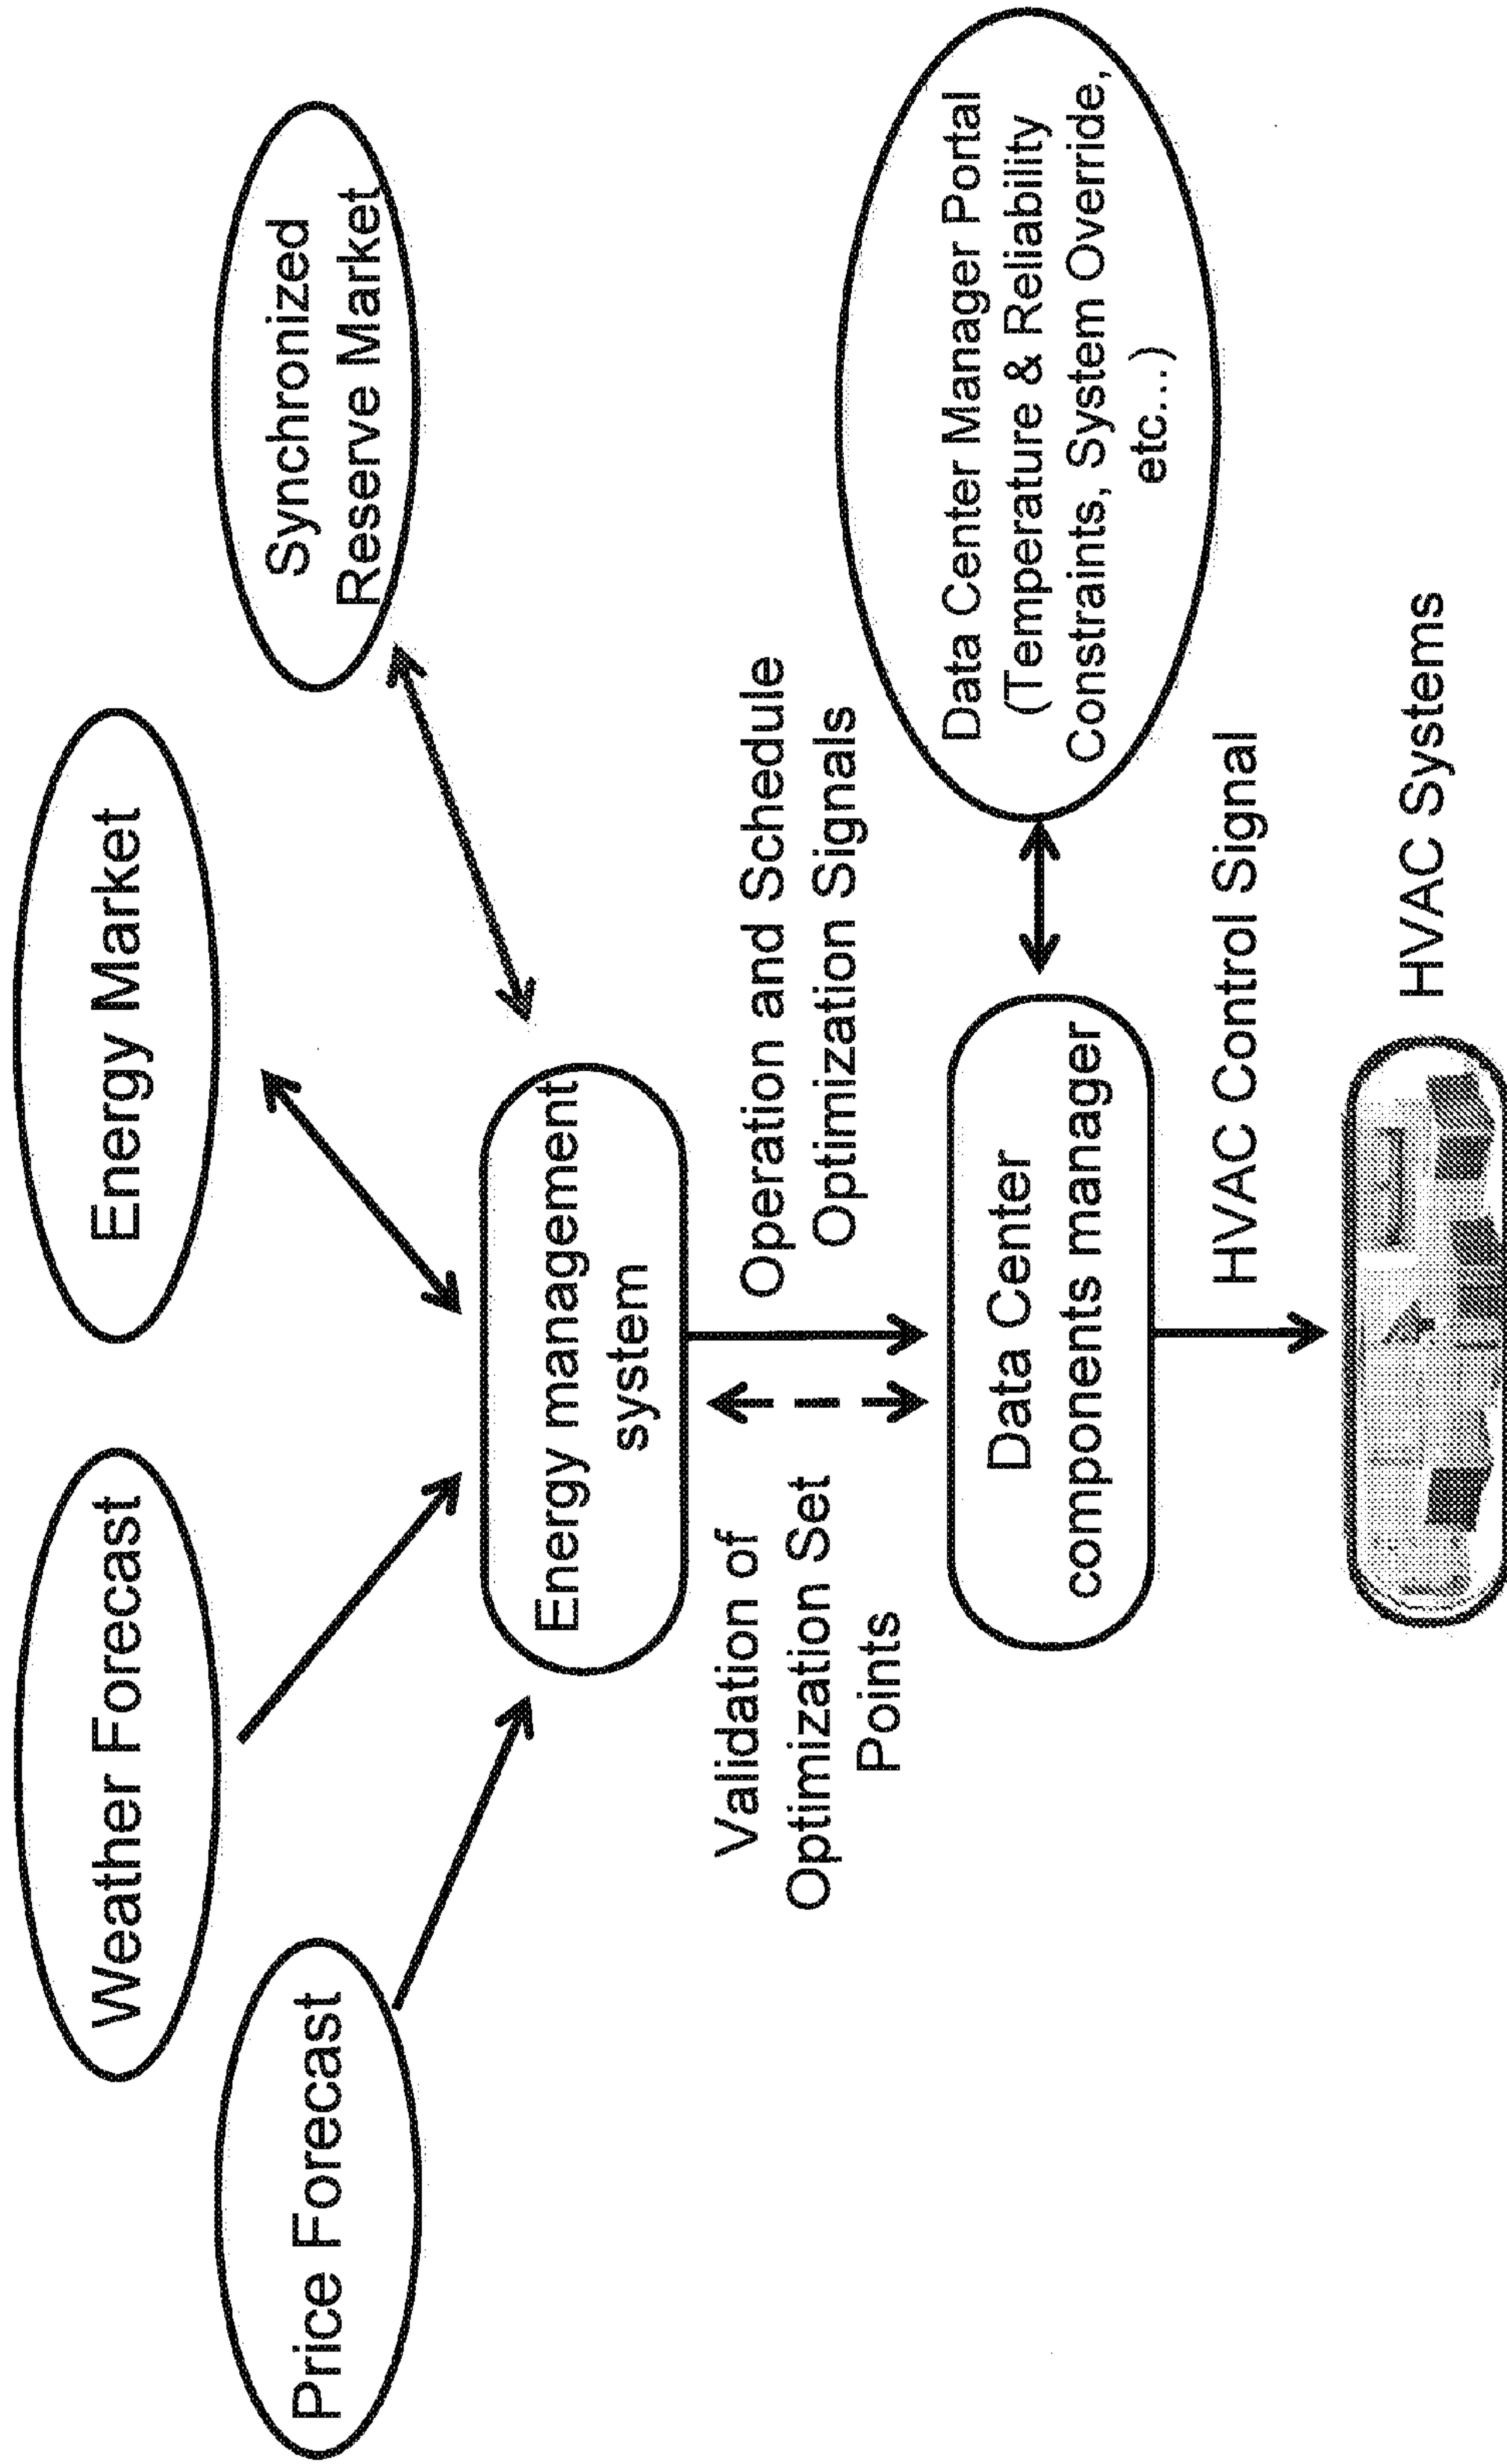 Price Forecast
Weather Forecast
Energy Market
Synchronized
Reserve Market
Energy management
system
Validation of
Optimization Set
Points
Operation and Schedule
Optimization Signals
Data Center
components manager
Data Center Manager Portal
(Temperature & Reliability
Constraints, System Override,
etc...)
HVAC Control Signal
HVAC Systems